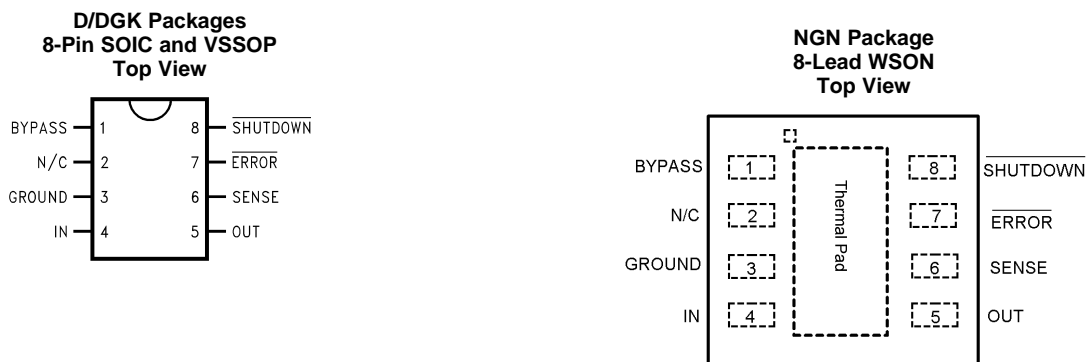 D/DGK Packages
8-Pin SOIC and VSSOP
Top View
BYPASS 1 8 SHUTDOWN
N/C 2 7 ERROR
GROUND 3 6 SENSE
IN 4 5 OUT
NGN Package
8-Lead WSON
Top View
BYPASS 1 8 SHUTDOWN
N/C 2 7 ERROR
GROUND 3 6 SENSE
IN 4 5 OUT
Thermal Pad